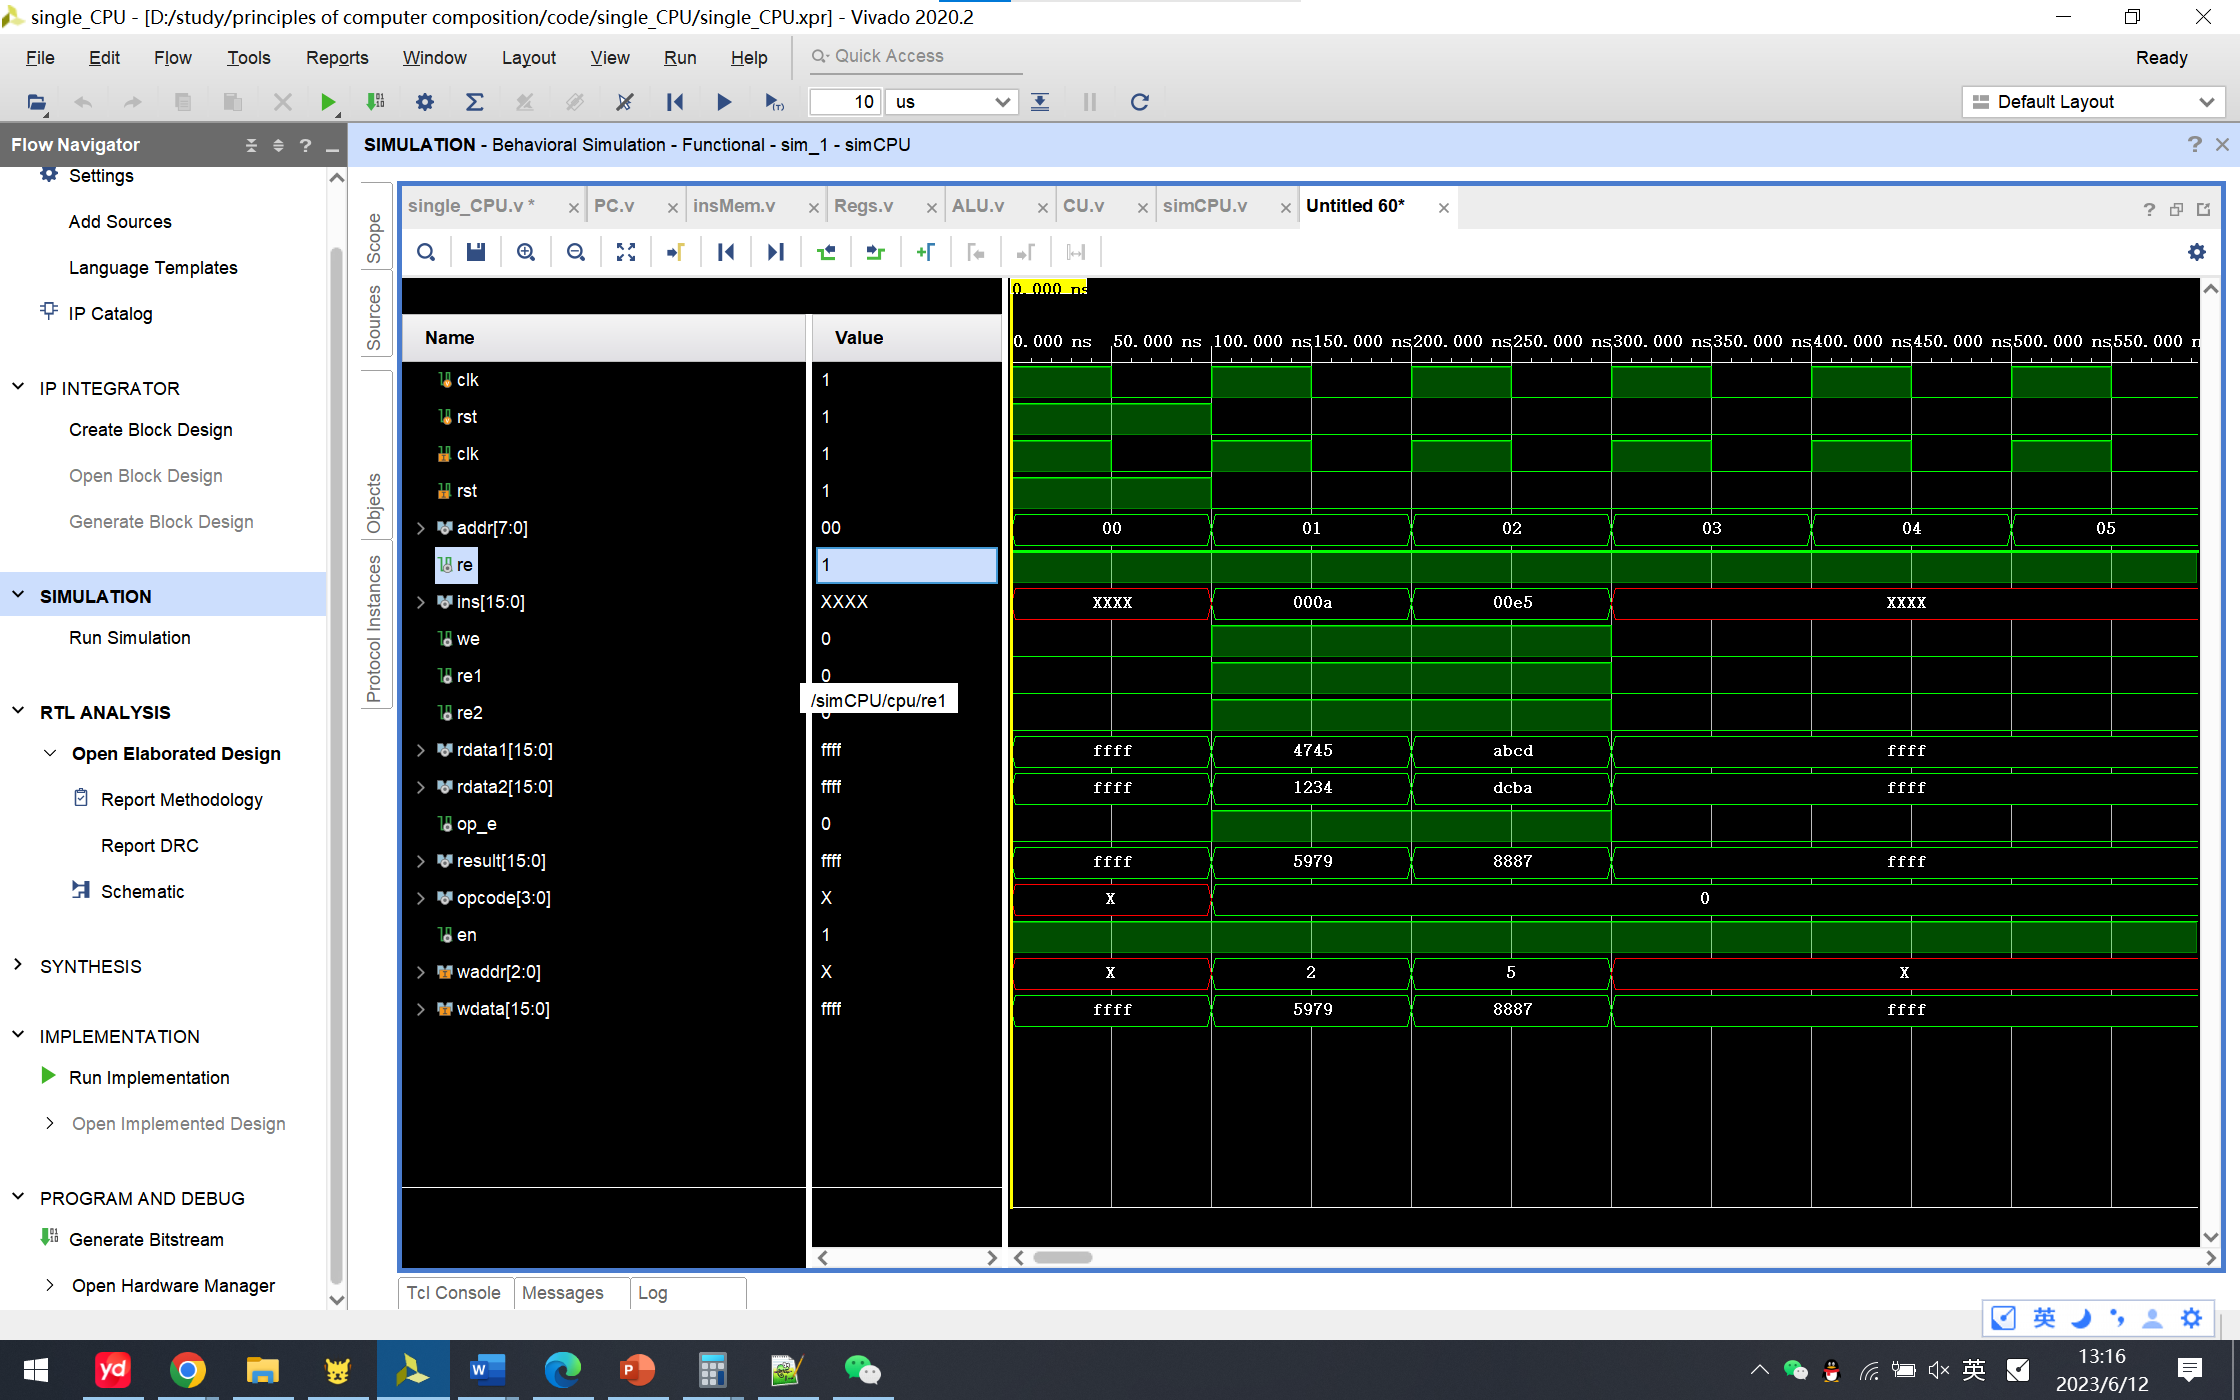 single_CPU - [D:/study/principles of computer composition/code/single_CPU/single_CPU.xpr] - Vivado 2020.2
File Edit Flow Tools Reports Window Layout View Run Help Quick Access Ready
10 us Default Layout
Flow Navigator ? SIMULATION - Behavioral Simulation - Functional - sim_1 - simCPU ?
Settings
Add Sources
Language Templates
IP Catalog
IP INTEGRATOR
Create Block Design
Open Block Design
Generate Block Design
SIMULATION
Run Simulation
RTL ANALYSIS
Open Elaborated Design
Report Methodology
Report DRC
Schematic
SYNTHESIS
IMPLEMENTATION
Run Implementation
Open Implemented Design
PROGRAM AND DEBUG
Generate Bitstream
Open Hardware Manager
Scope
Sources
Objects
Protocol Instances
single_CPU.v * PC.v insMem.v Regs.v ALU.v CU.v simCPU.v Untitled 60* ?
0.000 ns
Name Value
0.000 ns 50.000 ns 100.000 ns 150.000 ns 200.000 ns 250.000 ns 300.000 ns 350.000 ns 400.000 ns 450.000 ns 500.000 ns 550.000
clk 1
rst 1
clk 1
rst 1
addr[7:0] 00 00 01 02 03 04 05
re 1
ins[15:0] XXXX XXXX 000a 00e5 XXXX
we 0
re1 0
/simCPU/cpu/re1
re2
rdata1[15:0] ffff ffff 4745 abcd ffff
rdata2[15:0] ffff ffff 1234 dcba ffff
op_e 0
result[15:0] ffff ffff 5979 8887 ffff
opcode[3:0] X X 0
en 1
waddr[2:0] X X 2 5 X
wdata[15:0] ffff ffff 5979 8887 ffff
Tcl Console Messages Log
英
yd W P 英
13:16
2023/6/12